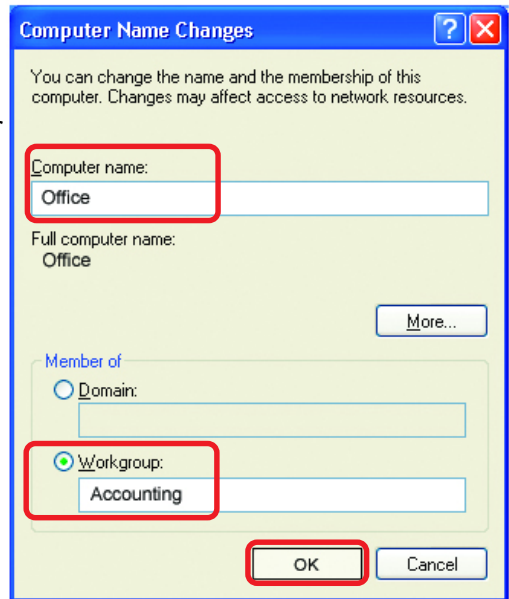 Computer Name Changes
You can change the name and the membership of this
computer. Changes may affect access to network resources.
Computer name:
Office
Full computer name:
Office
More...
Member of
Domain:
Workgroup:
Accounting
OK Cancel